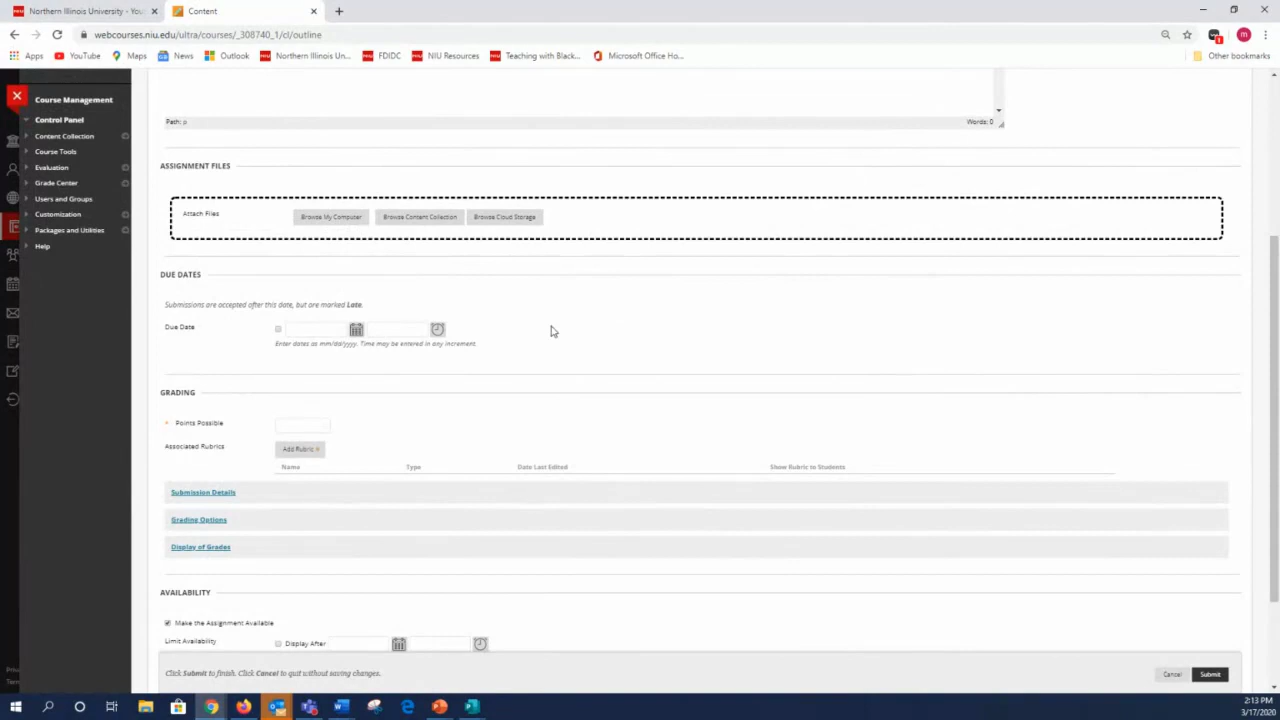 Northern Illinois University - You
Content
webcourses.niu.edu/ultra/courses/_308740_1/cl/outline
m
Apps
YouTube
Maps
News
Outlook
Northern Illinois Un...
FDIDC
NIU Resources
Teaching with Black...
Microsoft Office Ho...
Other bookmarks
Course Management
Control Panel
Content Collection
Course Tools
Evaluation
Grade Center
Users and Groups
Customization
Packages and Utilities
Help
Path: p
Words: 0
ASSIGNMENT FILES
Attach Files
Browse My Computer
Browse Content Collection
Browse Cloud Storage
DUE DATES
Submissions are accepted after this date, but are marked Late.
Due Date
Enter dates as mm/dd/yyyy. Time may be entered in any increment.
GRADING
* Points Possible
Associated Rubrics
Add Rubric
Name Type Date Last Edited Show Rubric to Students
Submission Details
Grading Options
Display of Grades
AVAILABILITY
Make the Assignment Available
Limit Availability
Display After
Click Submit to finish. Click Cancel to quit without saving changes.
Cancel
Submit
2:13 PM
3/17/2020